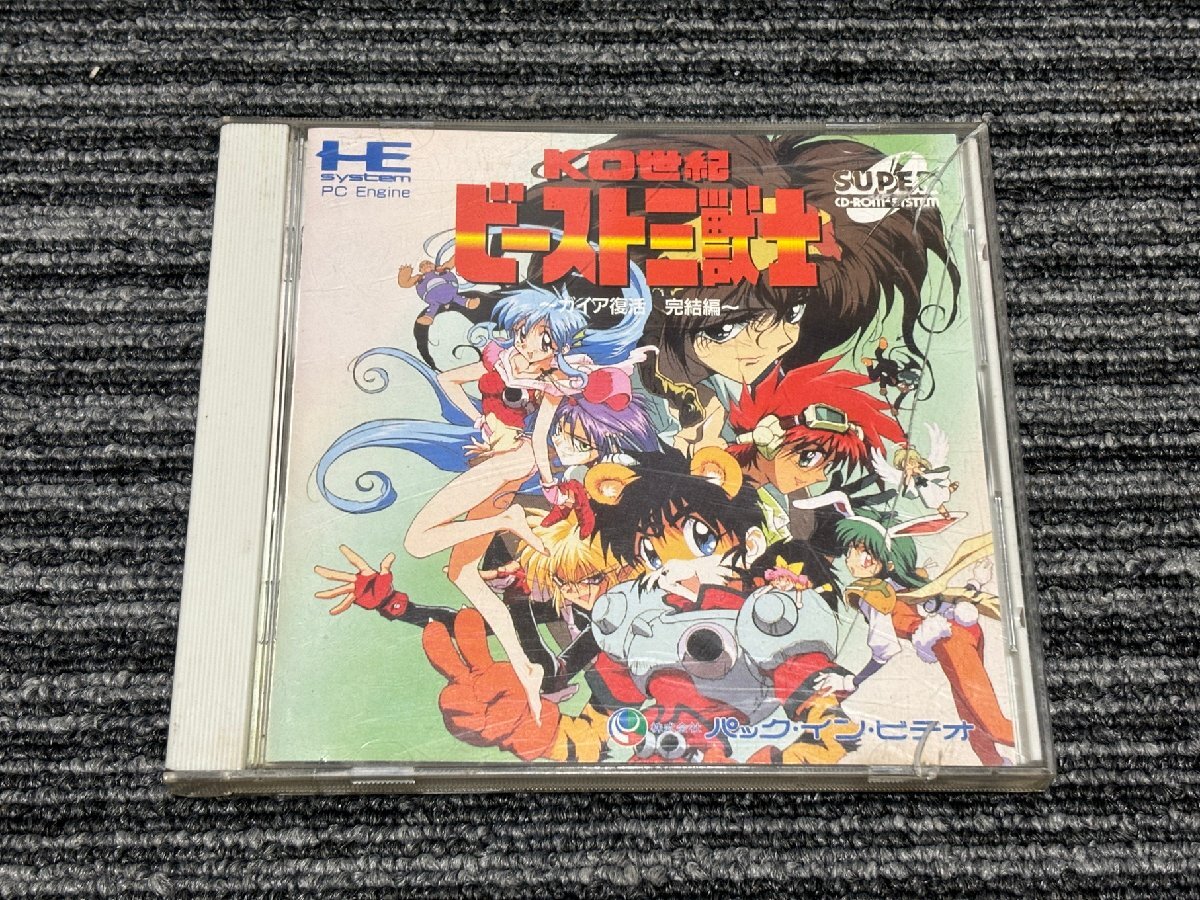 HE
system
PC Engine
KO世紀
ビースト三獣士
～ガイア復活 完結編～
SUPER
CD-ROM² SYSTEM
株式会社 パック・イン・ビデオ